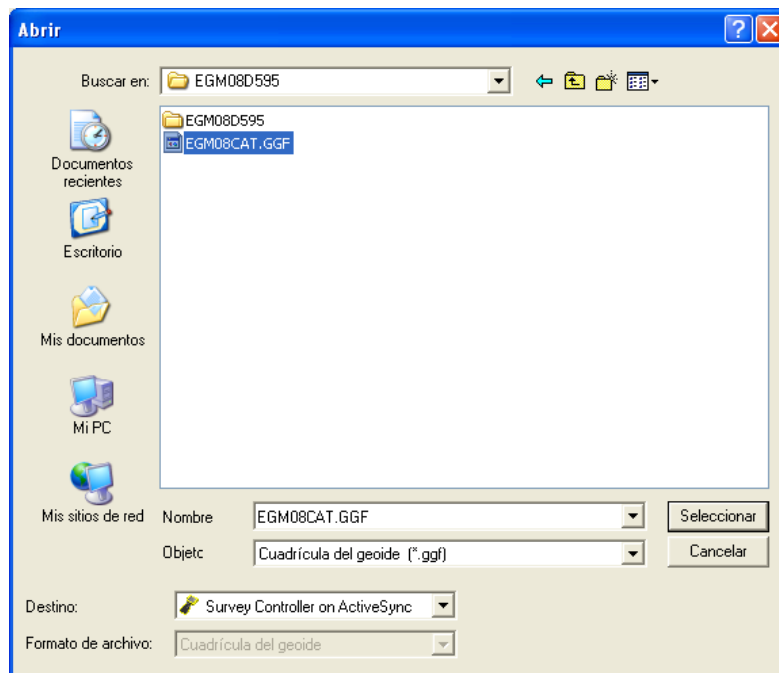 Abrir
Buscar en: EGM08D595
EGM08D595
EGM08CAT.GGF
Documentos
recientes
Escritorio
Mis documentos
Mi PC
Mis sitios de red
Nombre EGM08CAT.GGF Seleccionar
Objetc Cuadrícula del geoide (*.ggf) Cancelar
Destino: Survey Controller on ActiveSync
Formato de archivo: Cuadrícula del geoide